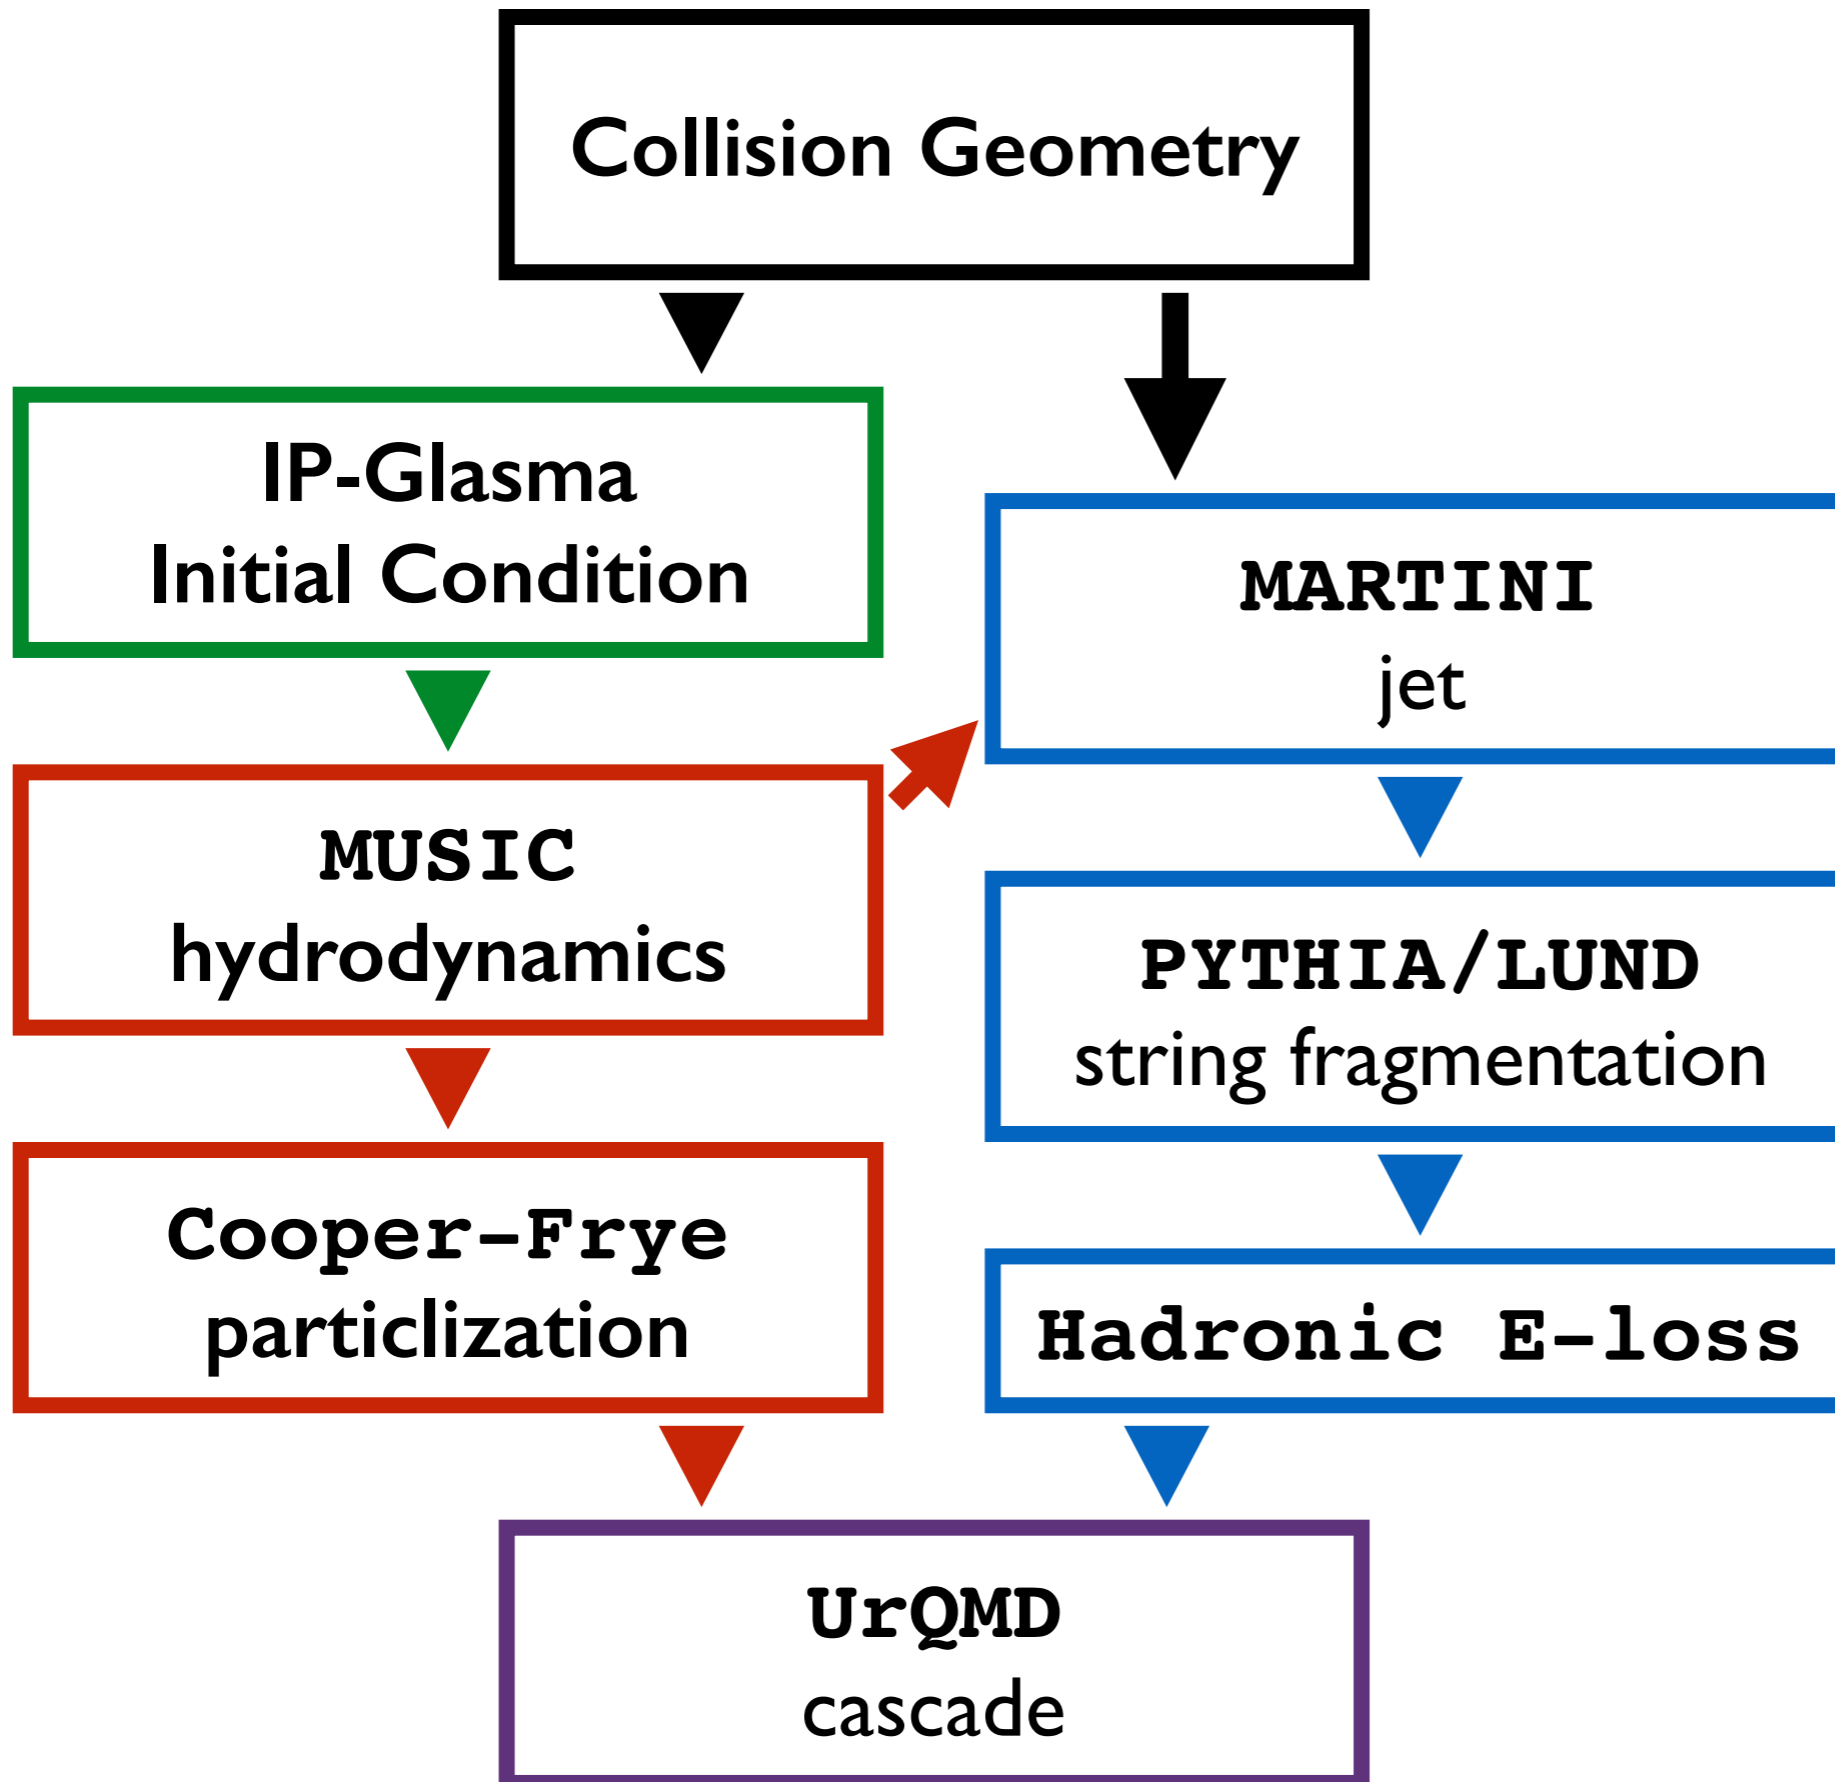 Collision Geometry
IP-Glasma
Initial Condition
MARTINI
jet
MUSIC
hydrodynamics
PYTHIA/LUND
string fragmentation
Cooper-Frye
particlization
Hadronic E-loss
UrQMD
cascade